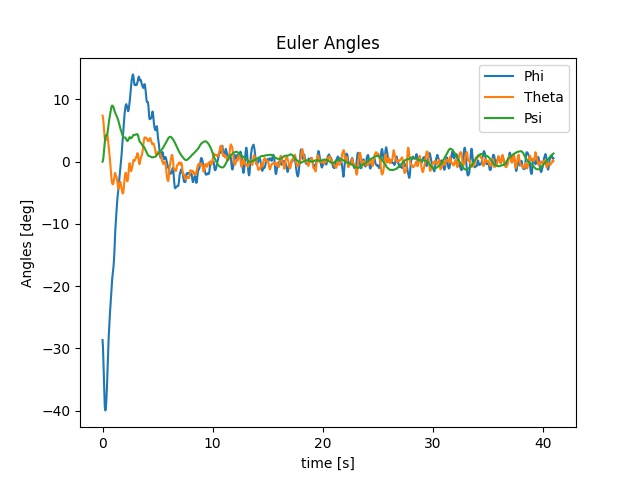 Euler Angles
Phi
Theta
Psi
Angles [deg]
10
0
−10
−20
−30
−40
0
10
20
30
40
time [s]